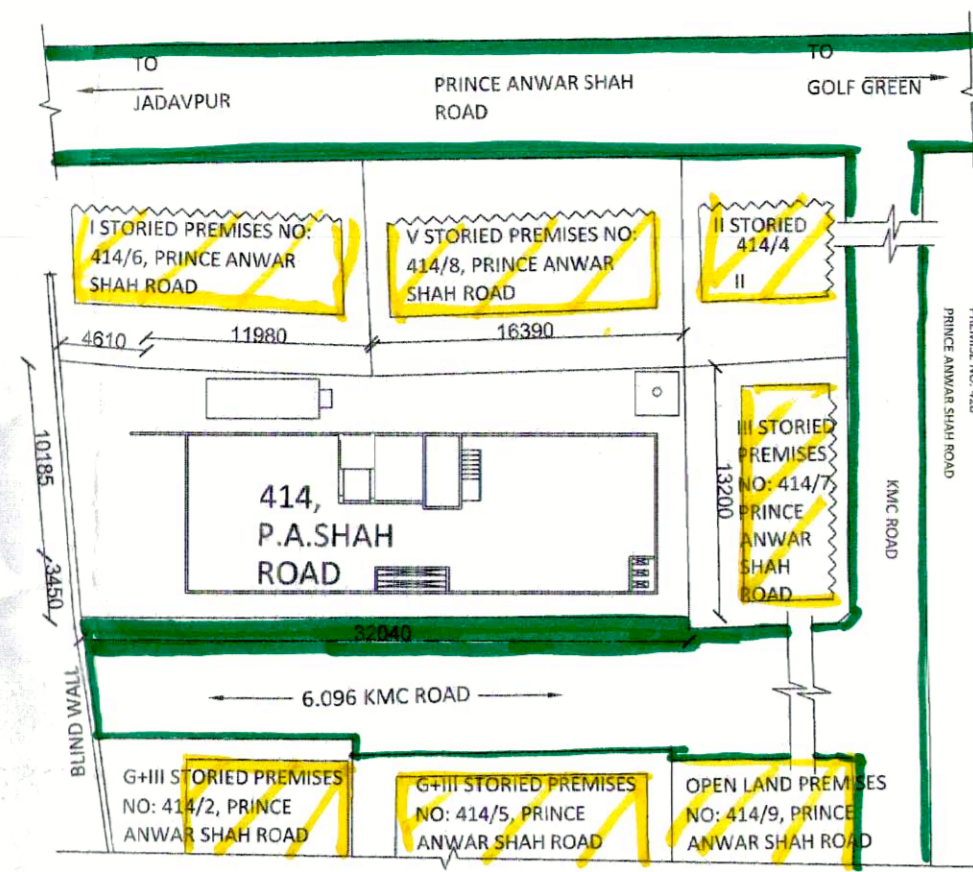 TO
JADAVPUR
PRINCE ANWAR SHAH
ROAD
TO
GOLF GREEN
I STORIED PREMISES NO:
414/6, PRINCE ANWAR
SHAH ROAD
V STORIED PREMISES NO:
414/8, PRINCE ANWAR
SHAH ROAD
II STORIED
414/4
II
4610
11980
16390
10185
3450
414,
P.A.SHAH
ROAD
13200
III STORIED
PREMISES
NO: 414/7,
PRINCE
ANWAR
SHAH
ROAD
KMC ROAD
PRINCE ANWAR SHAH ROAD
32040
6.096 KMC ROAD
BLIND WALL
G+III STORIED PREMISES
NO: 414/2, PRINCE
ANWAR SHAH ROAD
G+III STORIED PREMISES
NO: 414/5, PRINCE
ANWAR SHAH ROAD
OPEN LAND PREMISES
NO: 414/9, PRINCE
ANWAR SHAH ROAD